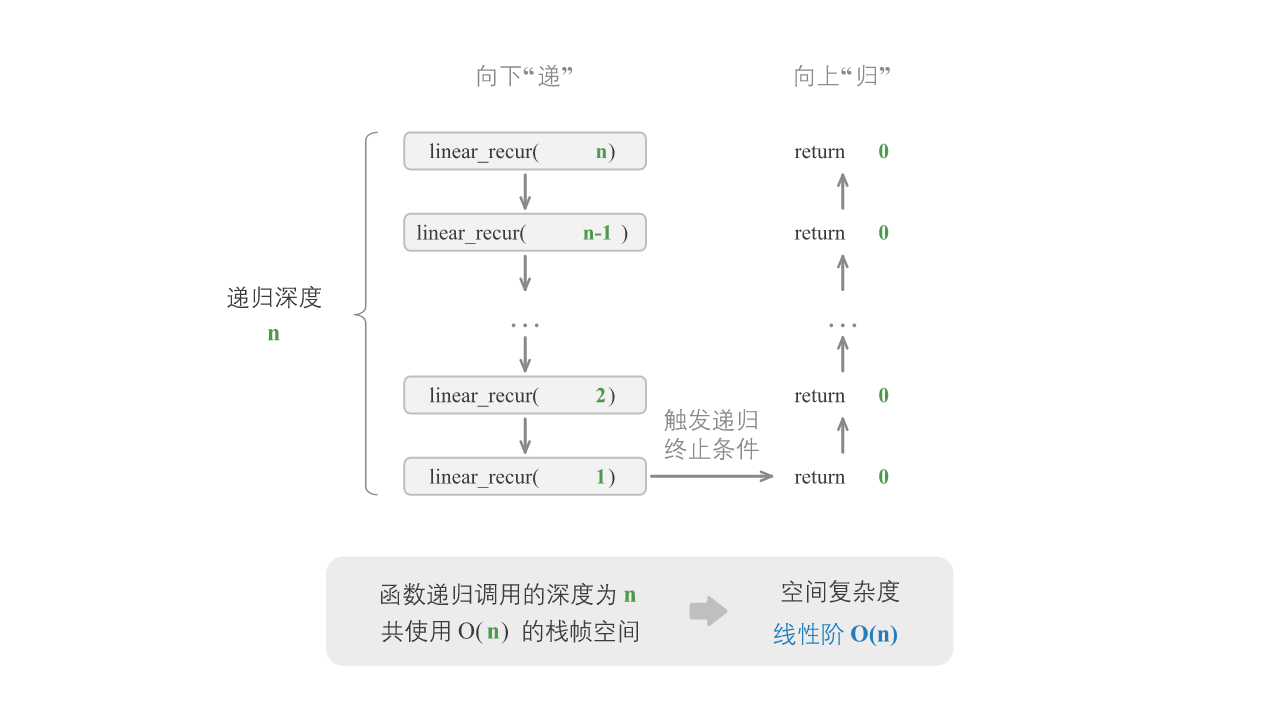 向下“递”
向上“归”
linear_recur( n)
return 0
linear_recur( n-1 )
return 0
递归深度
n
...
...
linear_recur( 2)
return 0
触发递归
终止条件
linear_recur( 1)
return 0
函数递归调用的深度为 n
共使用 O( n) 的栈帧空间
空间复杂度
线性阶 O(n)